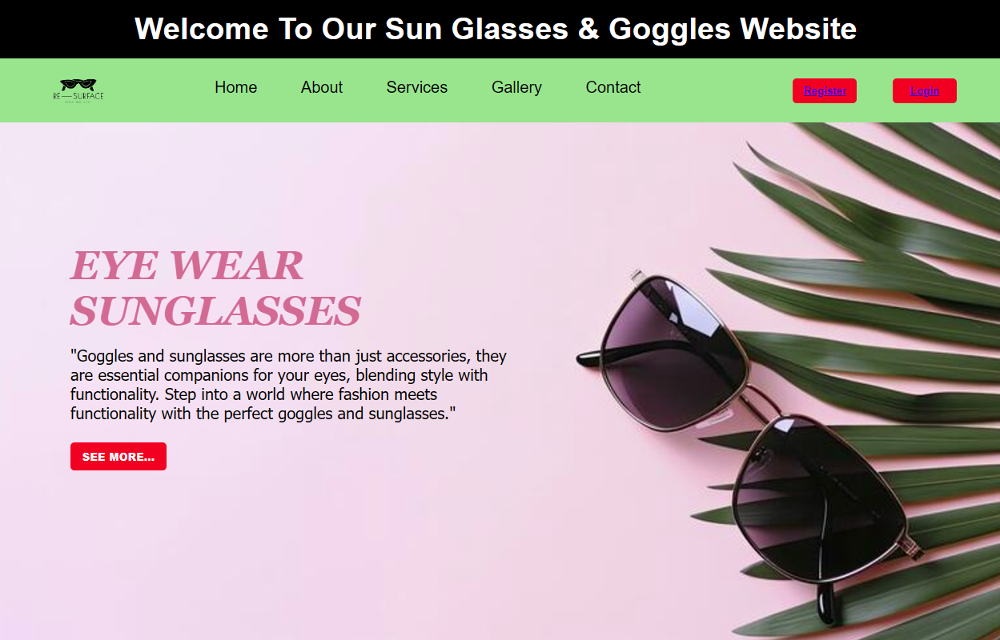 Welcome To Our Sun Glasses & Goggles Website
RE—SURFACE
Home About Services Gallery Contact Register Login
EYE WEAR
SUNGLASSES
"Goggles and sunglasses are more than just accessories, they
are essential companions for your eyes, blending style with
functionality. Step into a world where fashion meets
functionality with the perfect goggles and sunglasses."
SEE MORE...